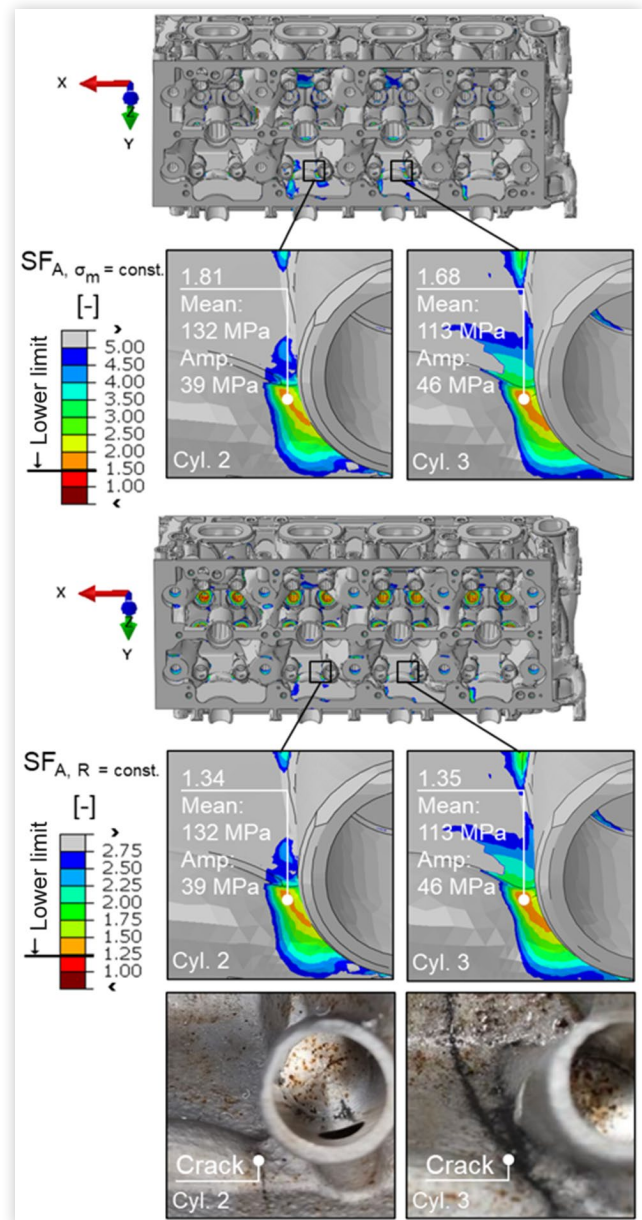 X
Z
Y
SFA, σm = const.
[-]
Lower limit
5.00
4.50
4.00
3.50
3.00
2.50
2.00
1.50
1.00
1.81
Mean:
132 MPa
Amp:
39 MPa
Cyl. 2
1.68
Mean:
113 MPa
Amp:
46 MPa
Cyl. 3
X
Z
Y
SFA, R = const.
[-]
Lower limit
2.75
2.50
2.25
2.00
1.75
1.50
1.25
1.00
1.34
Mean:
132 MPa
Amp:
39 MPa
Cyl. 2
1.35
Mean:
113 MPa
Amp:
46 MPa
Cyl. 3
Crack
Cyl. 2
Crack
Cyl. 3